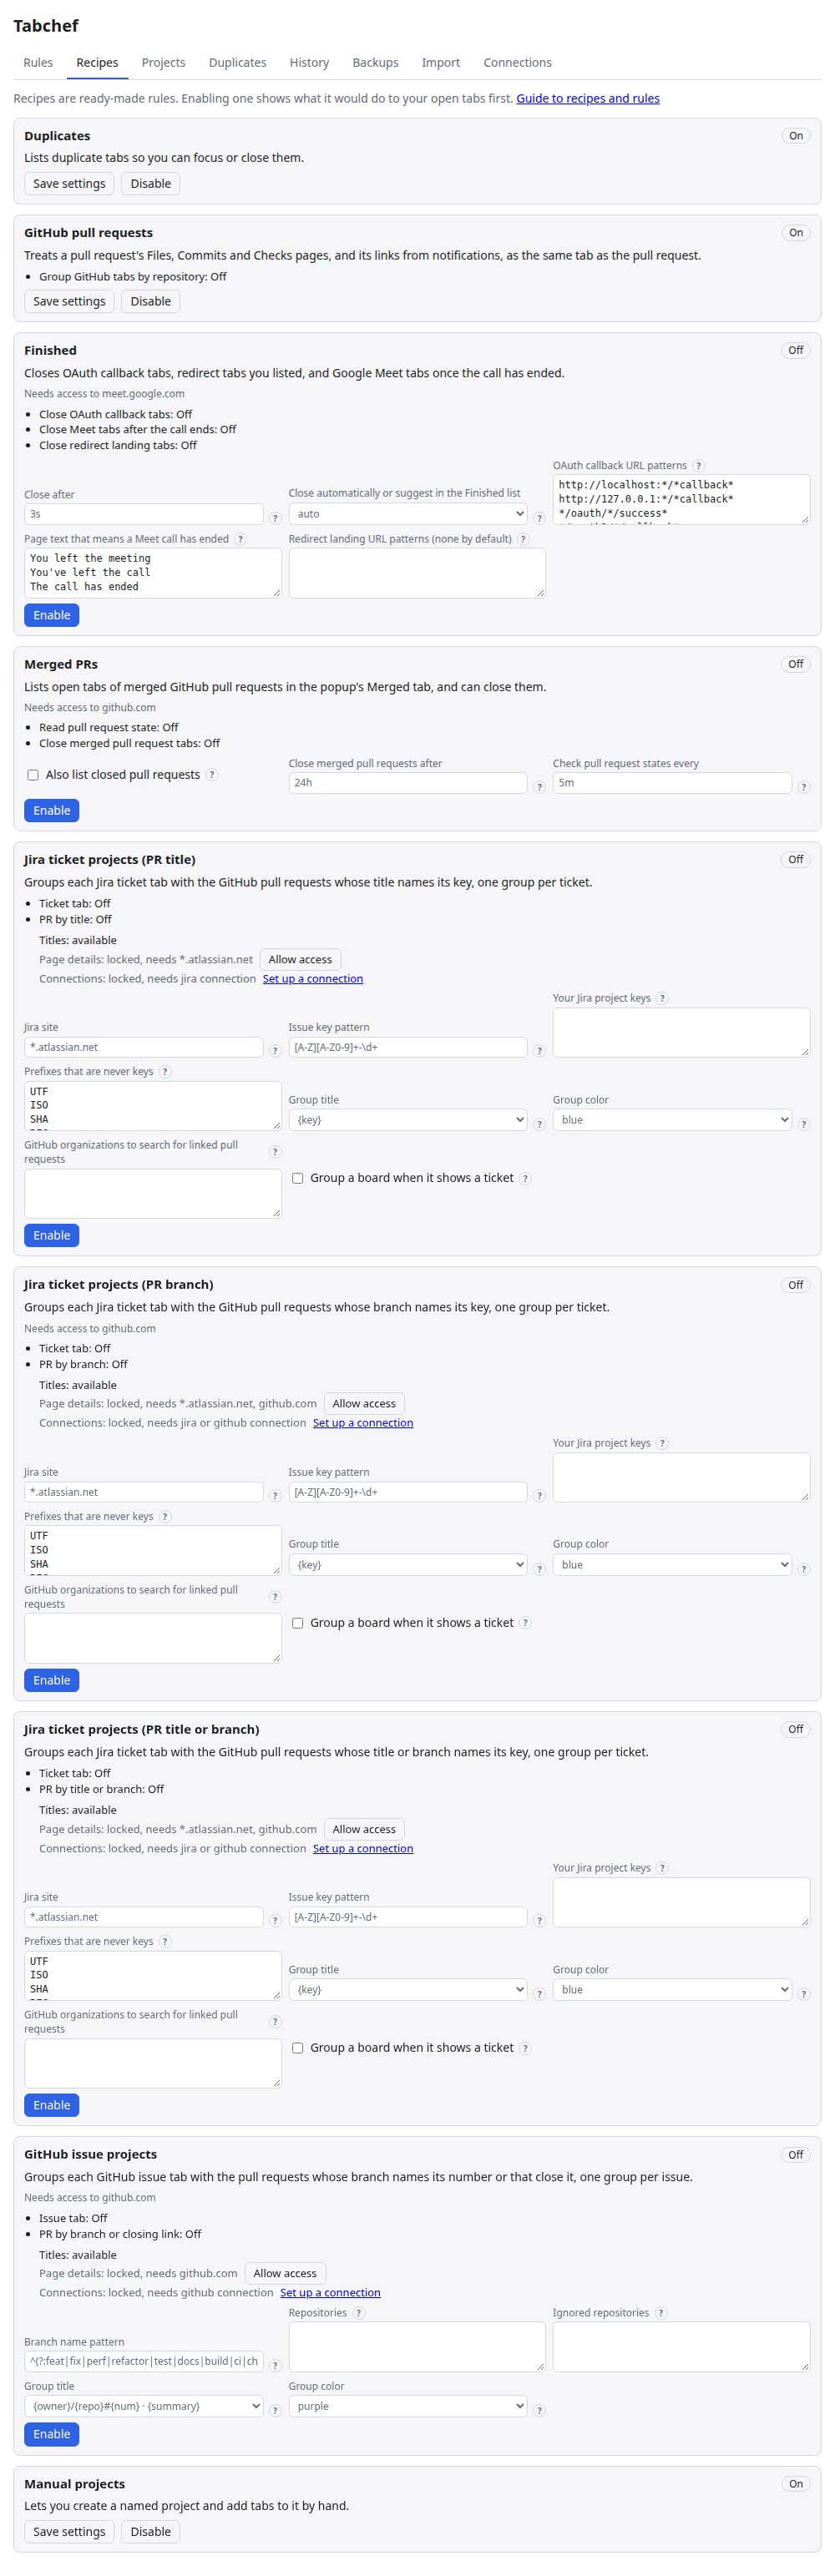 Tabchef
Rules Recipes Projects Duplicates History Backups Import Connections
Recipes are ready-made rules. Enabling one shows what it would do to your open tabs first. Guide to recipes and rules
Duplicates On
Lists duplicate tabs so you can focus or close them.
Save settings Disable
GitHub pull requests On
Treats a pull request's Files, Commits and Checks pages, and its links from notifications, as the same tab as the pull request.
• Group GitHub tabs by repository: Off
Save settings Disable
Finished Off
Closes OAuth callback tabs, redirect tabs you listed, and Google Meet tabs once the call has ended.
Needs access to meet.google.com
• Close OAuth callback tabs: Off
• Close Meet tabs after the call ends: Off
• Close redirect landing tabs: Off
Close after
3s ?
Close automatically or suggest in the Finished list
auto ?
OAuth callback URL patterns ?
http://localhost:*/*callback*
http://127.0.0.1:*/*callback*
*/oauth/*/success*
Page text that means a Meet call has ended ?
You left the meeting
You've left the call
The call has ended
Redirect landing URL patterns (none by default) ?
Enable
Merged PRs Off
Lists open tabs of merged GitHub pull requests in the popup's Merged tab, and can close them.
Needs access to github.com
• Read pull request state: Off
• Close merged pull request tabs: Off
Also list closed pull requests ?
Close merged pull requests after
24h ?
Check pull request states every
5m ?
Enable
Jira ticket projects (PR title) Off
Groups each Jira ticket tab with the GitHub pull requests whose title names its key, one group per ticket.
• Ticket tab: Off
• PR by title: Off
Titles: available
Page details: locked, needs *.atlassian.net Allow access
Connections: locked, needs jira connection Set up a connection
Jira site
*.atlassian.net ?
Issue key pattern
[A-Z][A-Z0-9]+-\d+ ?
Your Jira project keys ?
Prefixes that are never keys ?
UTF
ISO
SHA
Group title
{key} ?
Group color
blue ?
GitHub organizations to search for linked pull
requests ?
Group a board when it shows a ticket ?
Enable
Jira ticket projects (PR branch) Off
Groups each Jira ticket tab with the GitHub pull requests whose branch names its key, one group per ticket.
Needs access to github.com
• Ticket tab: Off
• PR by branch: Off
Titles: available
Page details: locked, needs *.atlassian.net, github.com Allow access
Connections: locked, needs jira or github connection Set up a connection
Jira site
*.atlassian.net ?
Issue key pattern
[A-Z][A-Z0-9]+-\d+ ?
Your Jira project keys ?
Prefixes that are never keys ?
UTF
ISO
SHA
Group title
{key} ?
Group color
blue ?
GitHub organizations to search for linked pull
requests ?
Group a board when it shows a ticket ?
Enable
Jira ticket projects (PR title or branch) Off
Groups each Jira ticket tab with the GitHub pull requests whose title or branch names its key, one group per ticket.
• Ticket tab: Off
• PR by title or branch: Off
Titles: available
Page details: locked, needs *.atlassian.net, github.com Allow access
Connections: locked, needs jira or github connection Set up a connection
Jira site
*.atlassian.net ?
Issue key pattern
[A-Z][A-Z0-9]+-\d+ ?
Your Jira project keys ?
Prefixes that are never keys ?
UTF
ISO
SHA
Group title
{key} ?
Group color
blue ?
GitHub organizations to search for linked pull
requests ?
Group a board when it shows a ticket ?
Enable
GitHub issue projects Off
Groups each GitHub issue tab with the pull requests whose branch names its number or that close it, one group per issue.
Needs access to github.com
• Issue tab: Off
• PR by branch or closing link: Off
Titles: available
Page details: locked, needs github.com Allow access
Connections: locked, needs github connection Set up a connection
Branch name pattern
^(?:feat|fix|perf|refactor|test|docs|build|ci|ch ?
Repositories ?
Ignored repositories ?
Group title
{owner}/{repo}#{num} · {summary} ?
Group color
purple ?
Enable
Manual projects On
Lets you create a named project and add tabs to it by hand.
Save settings Disable